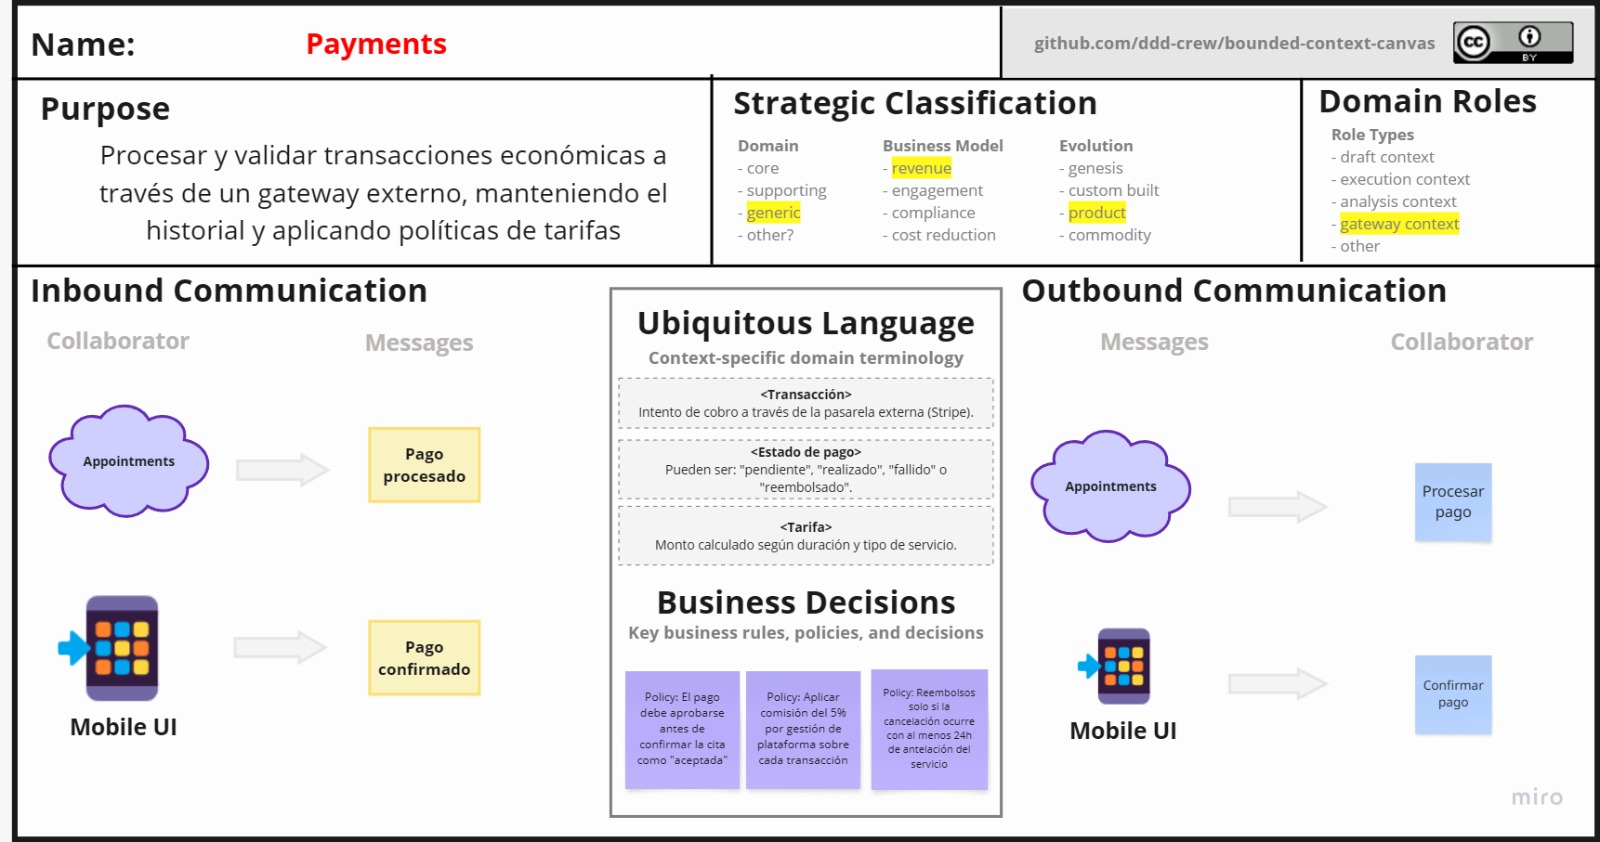 Name:
Payments
github.com/ddd-crew/bounded-context-canvas
cc
BY
Purpose
Procesar y validar transacciones económicas a
través de un gateway externo, manteniendo el
historial y aplicando políticas de tarifas
Strategic Classification
Domain
- core
- supporting
- generic
- other?
Business Model
- revenue
- engagement
- compliance
- cost reduction
Evolution
- genesis
- custom built
- product
- commodity
Domain Roles
Role Types
- draft context
- execution context
- analysis context
- gateway context
- other
Inbound Communication
Collaborator
Messages
Appointments
Pago
procesado
Mobile UI
Pago
confirmado
Ubiquitous Language
Context-specific domain terminology
<Transacción>
Intento de cobro a través de la pasarela externa (Stripe).
<Estado de pago>
Pueden ser: "pendiente", "realizado", "fallido" o
"reembolsado".
<Tarifa>
Monto calculado según duración y tipo de servicio.
Business Decisions
Key business rules, policies, and decisions
Policy: El pago
debe aprobarse
antes de
confirmar la cita
como "aceptada"
Policy: Aplicar
comisión del 5%
por gestión de
plataforma sobre
cada transacción
Policy: Reembolsos
solo si la
cancelación ocurre
con al menos 24h
de antelación del
servicio
Outbound Communication
Messages
Collaborator
Appointments
Procesar
pago
Mobile UI
Confirmar
pago
miro